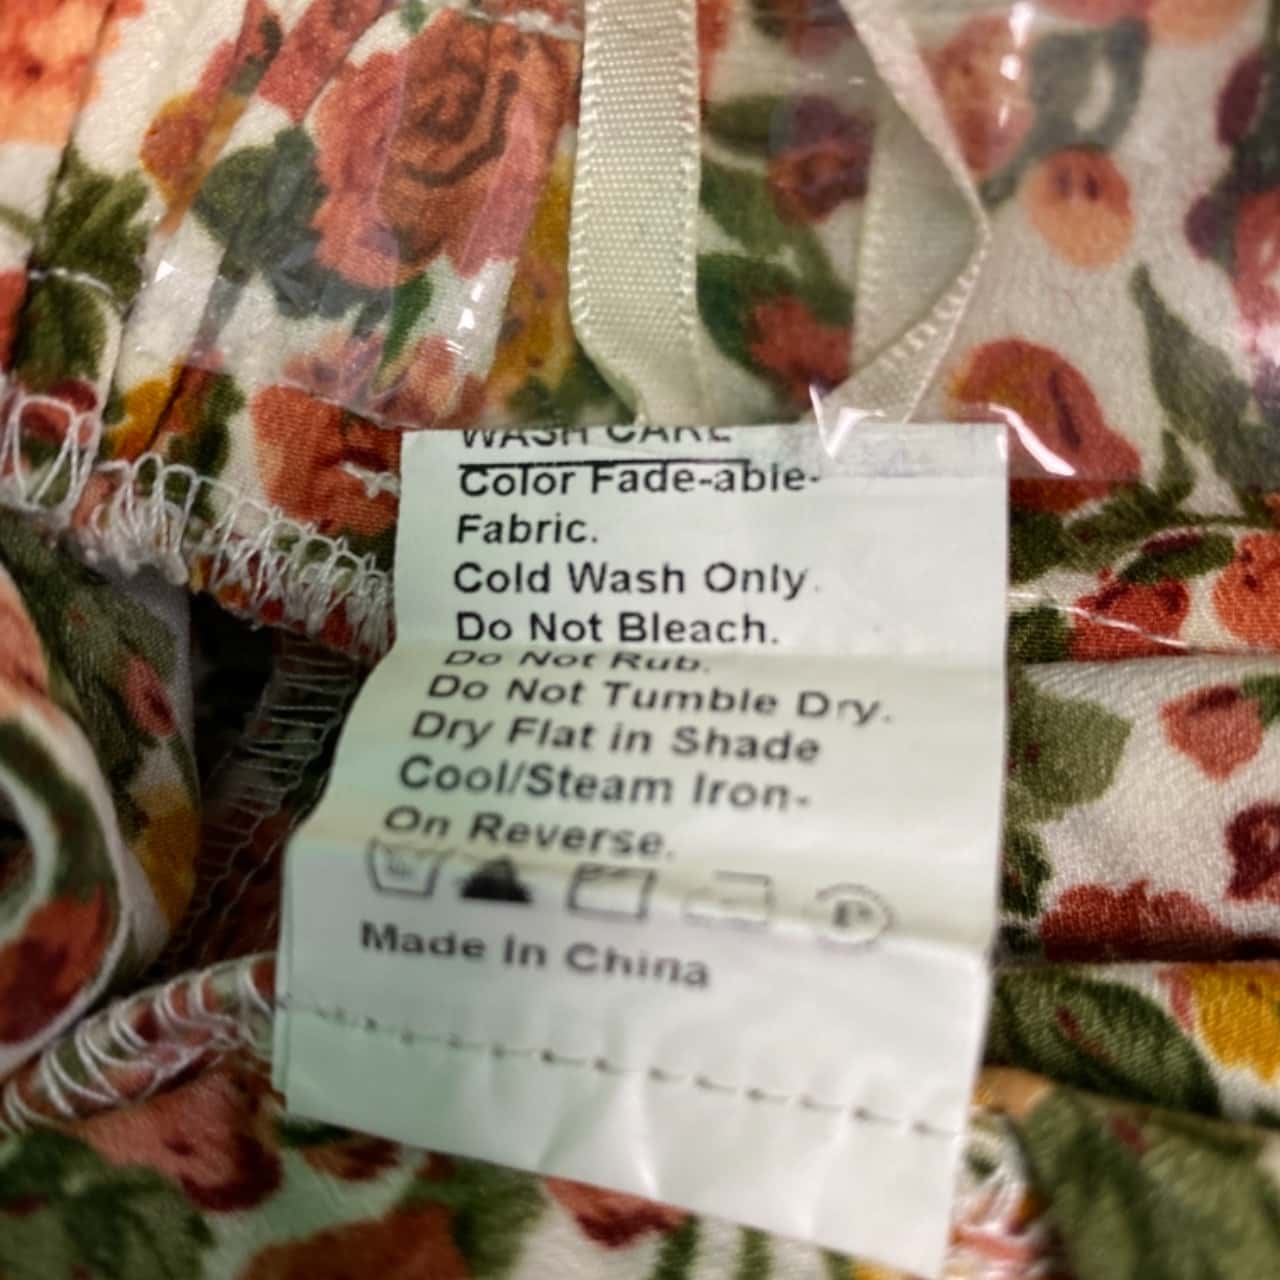 WASH CARE
Color Fade-able-
Fabric.
Cold Wash Only.
Do Not Bleach.
Do Not Rub.
Do Not Tumble Dry.
Dry Flat in Shade
Cool/Steam Iron-
On Reverse.
P
Made in China